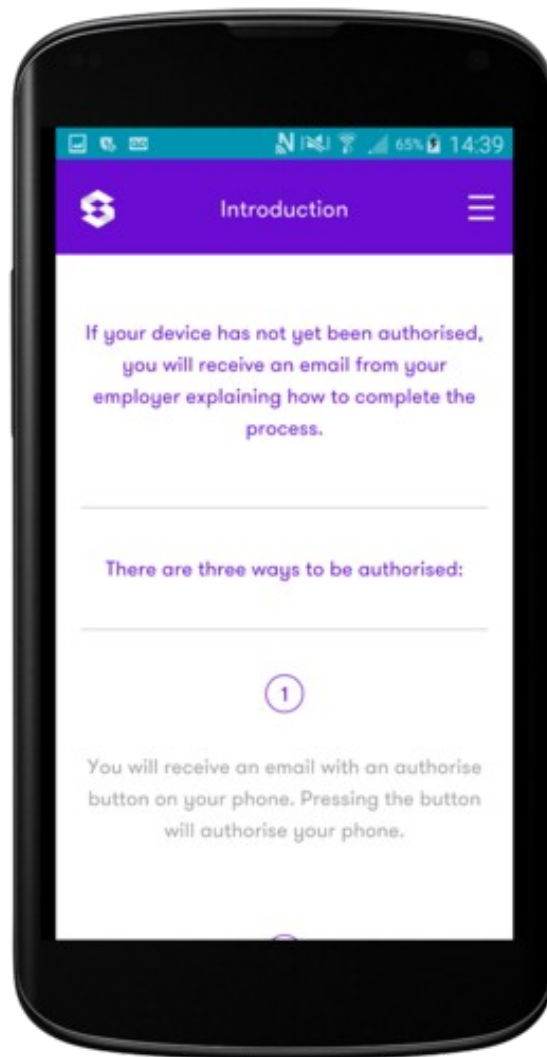 65% 14:39
Introduction
If your device has not yet been authorised,
you will receive an email from your
employer explaining how to complete the
process.
There are three ways to be authorised:
1
You will receive an email with an authorise
button on your phone. Pressing the button
will authorise your phone.